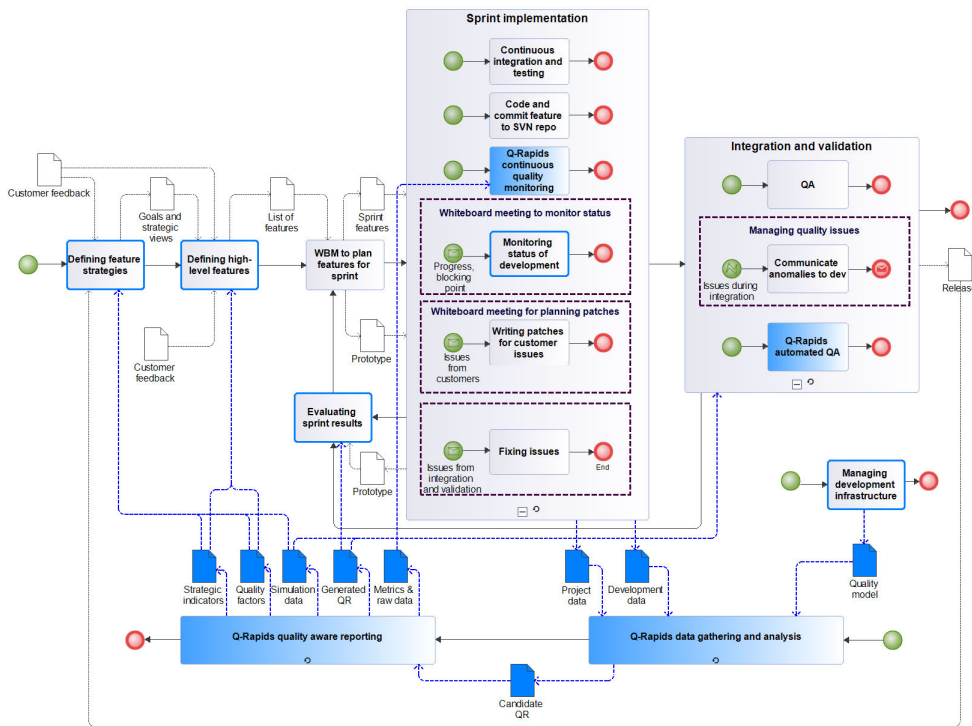 Sprint implementation
Continuous
integration and
testing
Code and
commit feature
to SVN repo
Q-Rapids
continuous
quality
monitoring
Whiteboard meeting to monitor status
Monitoring
status of
development
Progress,
blocking
point
Whiteboard meeting for planning patches
Writing patches
for customer
issues
Issues
from
customers
Fixing issues
Issues from
integration
and validation
End
Integration and validation
QA
Managing quality issues
Communicate
anomalies to dev
Issues during
integration
Q-Rapids
automated QA
Release
Customer feedback
Goals and
strategic
views
List of
features
Sprint
features
Defining feature
strategies
Defining high-
level features
WBM to plan
features for
sprint
Customer
feedback
Prototype
Evaluating
sprint results
Prototype
Managing
development
infrastructure
Strategic
indicators
Quality
factors
Simulation
data
Generated
QR
Metrics &
raw data
Project
data
Development
data
Quality
model
Q-Rapids quality aware reporting
Q-Rapids data gathering and analysis
Candidate
QR